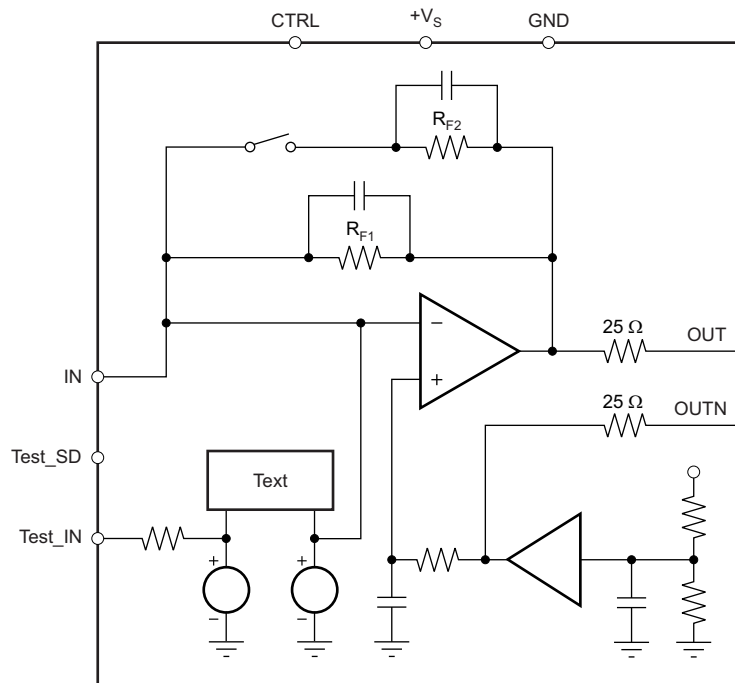 CTRL
+VS
GND
RF2
RF1
−
+
25 Ω
OUT
25 Ω
OUTN
IN
Test_SD
Text
Test_IN
+
−
+
−